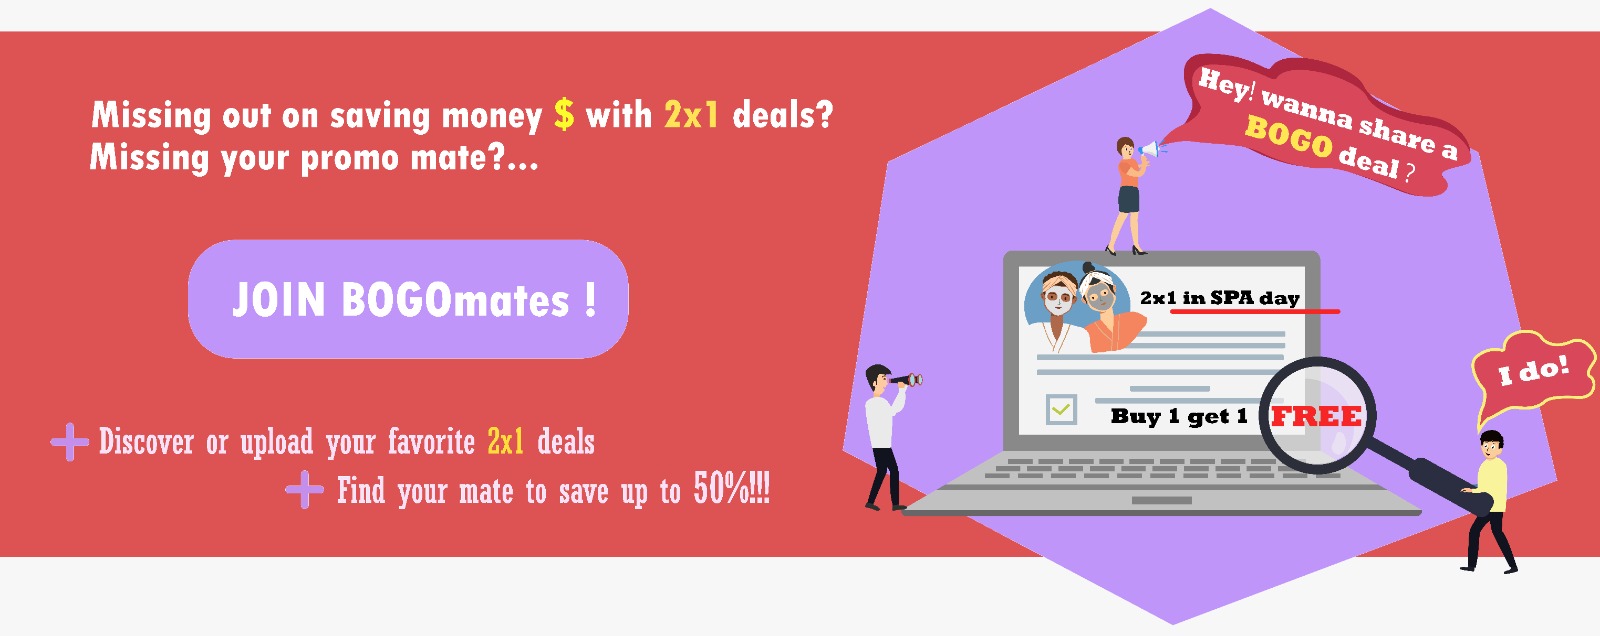 Missing out on saving money $ with 2x1 deals?
Missing your promo mate?...
JOIN BOGOmates !
+ Discover or upload your favorite 2x1 deals
+ Find your mate to save up to 50%!!!
Hey! wanna share a
BOGO deal ?
2x1 in SPA day
Buy 1 get 1 FREE
I do!